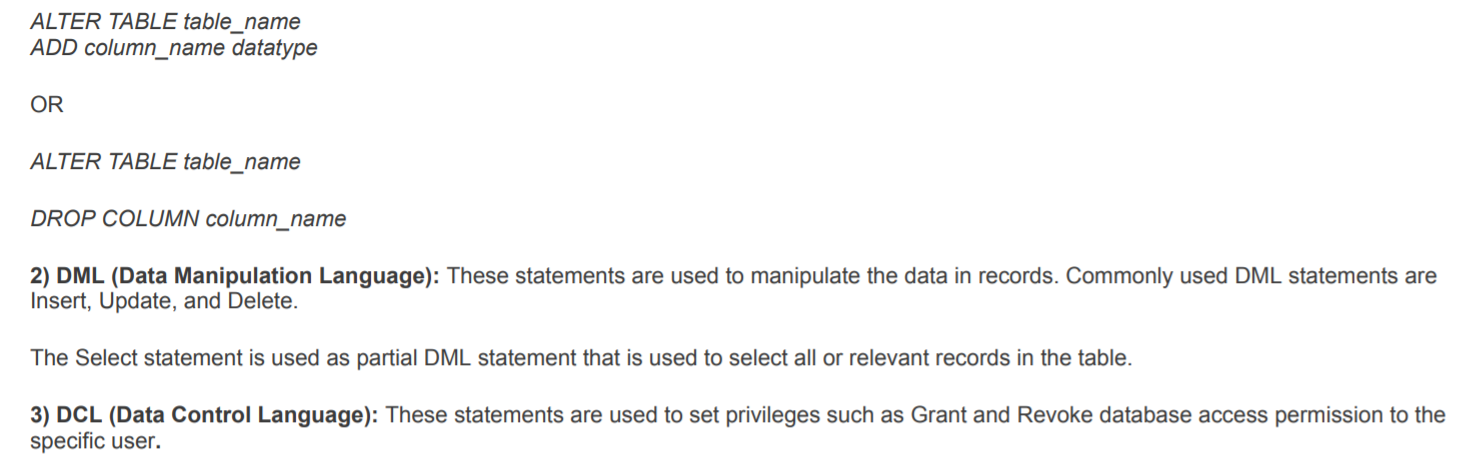 ALTER TABLE table_name
ADD column_name datatype
OR
ALTER TABLE table_name
DROP COLUMN column_name
2) DML (Data Manipulation Language): These statements are used to manipulate the data in records. Commonly used DML statements are
Insert, Update, and Delete.
The Select statement is used as partial DML statement that is used to select all or relevant records in the table.
3) DCL (Data Control Language): These statements are used to set privileges such as Grant and Revoke database access permission to the
specific user.